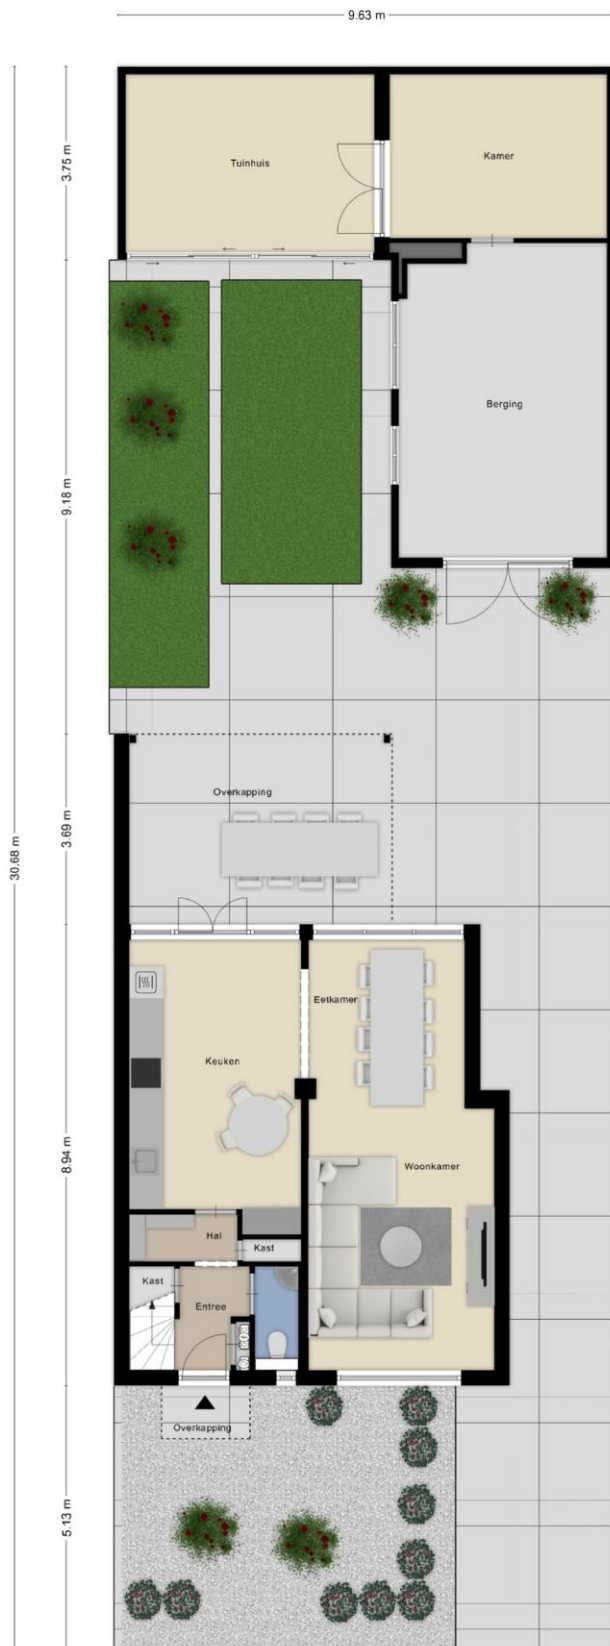 9.63 m
3.75 m
Tuinhuis
Kamer
Berging
9.18 m
Overkapping
3.69 m
30.68 m
Eetkamer
Keuken
8.94 m
Woonkamer
Hal
Kast
Kast
Entree
Overkapping
5.13 m